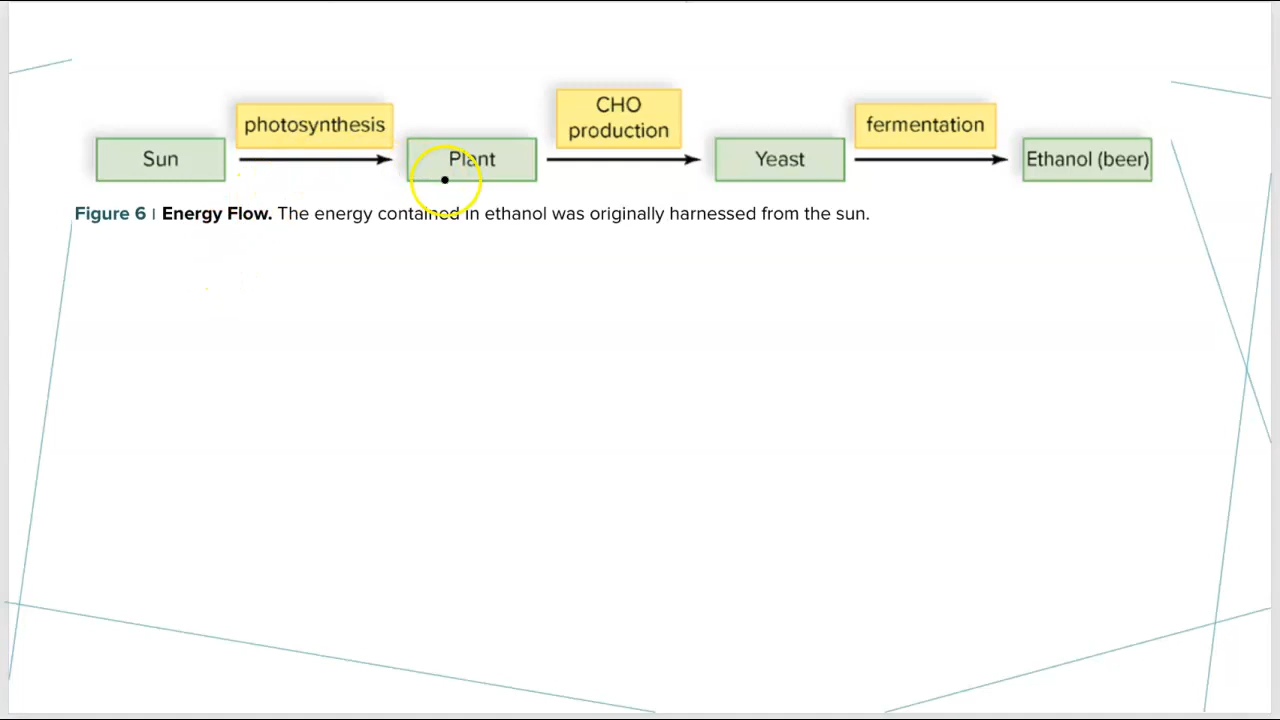 photosynthesis
CHO
production
fermentation
Sun
Plant
Yeast
Ethanol (beer)
Figure 6 | Energy Flow. The energy contained in ethanol was originally harnessed from the sun.